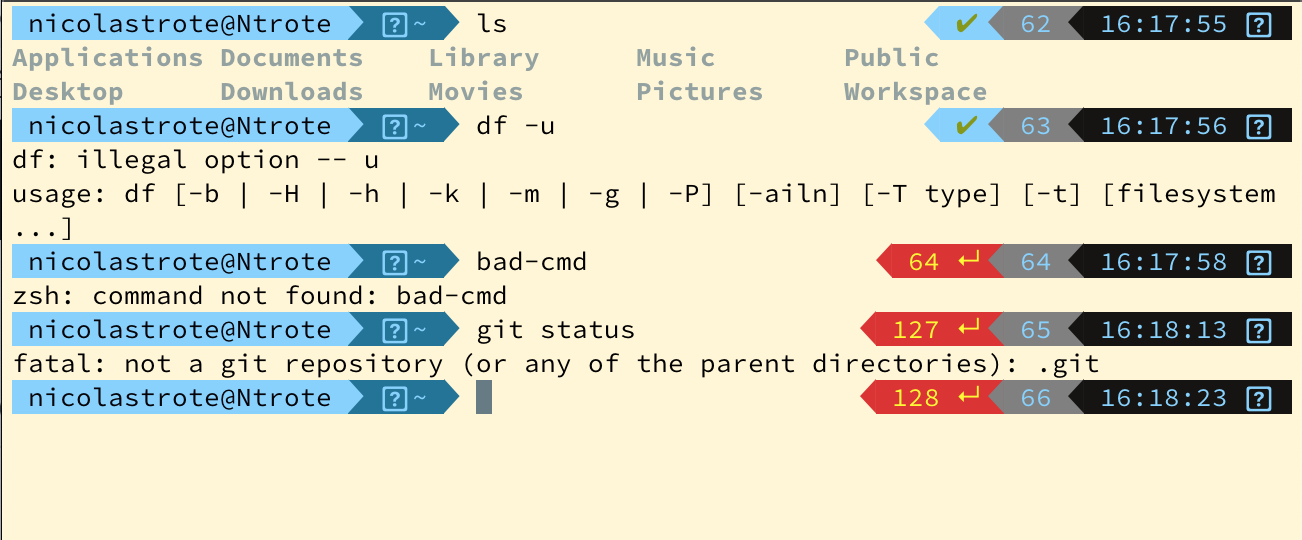 nicolastrote@Ntrote ? ~ ls ✔ 62 16:17:55 ?
Applications Documents Library Music Public
Desktop Downloads Movies Pictures Workspace
nicolastrote@Ntrote ? ~ df -u ✔ 63 16:17:56 ?
df: illegal option -- u
usage: df [-b | -H | -h | -k | -m | -g | -P] [-ailn] [-T type] [-t] [filesystem
...]
nicolastrote@Ntrote ? ~ bad-cmd 64 ↵ 64 16:17:58 ?
zsh: command not found: bad-cmd
nicolastrote@Ntrote ? ~ git status 127 ↵ 65 16:18:13 ?
fatal: not a git repository (or any of the parent directories): .git
nicolastrote@Ntrote ? ~ 128 ↵ 66 16:18:23 ?